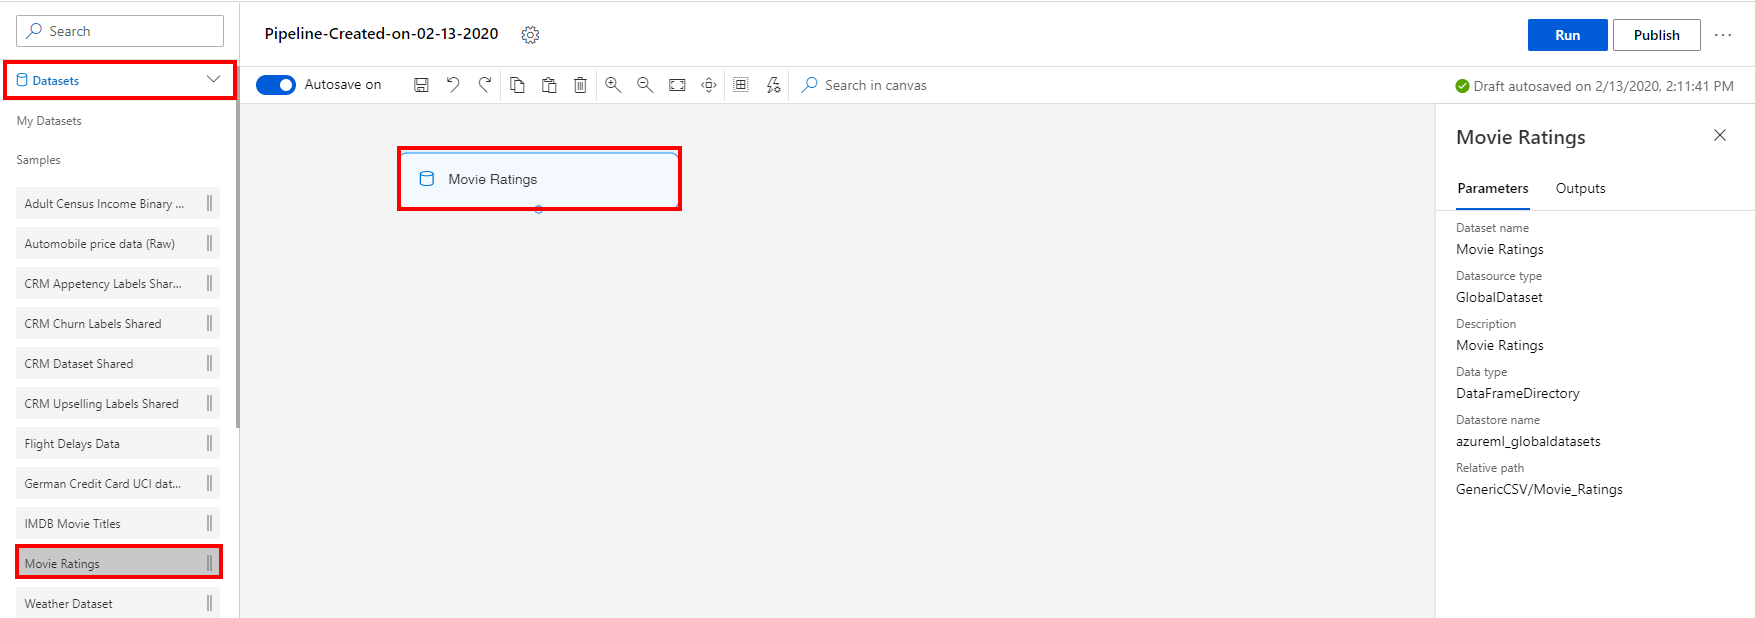 Search
Pipeline-Created-on-02-13-2020
Run
Publish
Datasets
Autosave on
Search in canvas
Draft autosaved on 2/13/2020, 2:11:41 PM
My Datasets
Samples
Adult Census Income Binary ...
Automobile price data (Raw)
CRM Appetency Labels Shar...
CRM Churn Labels Shared
CRM Dataset Shared
CRM Upselling Labels Shared
Flight Delays Data
German Credit Card UCI dat...
IMDB Movie Titles
Movie Ratings
Weather Dataset
Movie Ratings
Movie Ratings
Parameters Outputs
Dataset name
Movie Ratings
Datasource type
GlobalDataset
Description
Movie Ratings
Data type
DataFrameDirectory
Datastore name
azureml_globaldatasets
Relative path
GenericCSV/Movie_Ratings